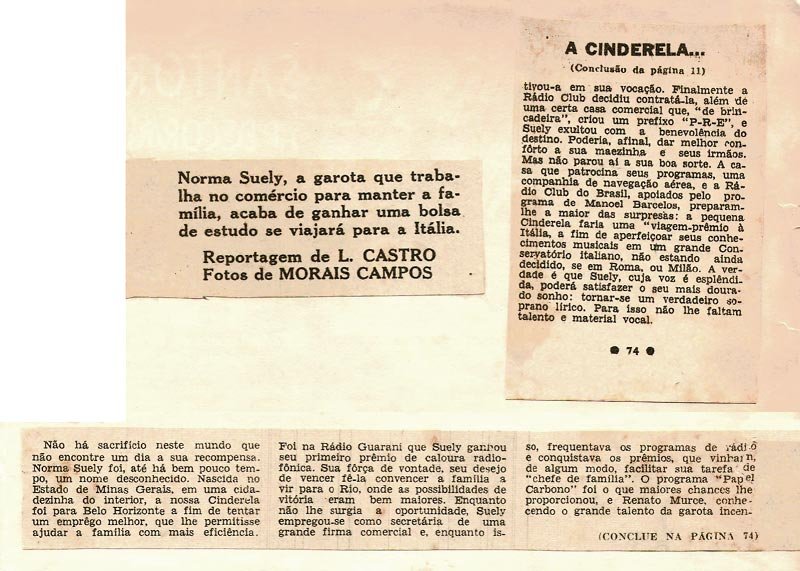 Norma Suely, a garota que traba-
lha no comércio para manter a fa-
mília, acaba de ganhar uma bolsa
de estudo se viajará para a Itália.
Reportagem de L. CASTRO
Fotos de MORAIS CAMPOS
Não há sacrifício neste mundo que
não encontre um dia a sua recompensa.
Norma Suely foi, até há bem pouco tem-
po, um nome desconhecido. Nascida no
Estado de Minas Gerais, em uma cida-
dezinha do interior, a nossa Cinderela
foi para Belo Horizonte a fim de tentar
um emprêgo melhor, que lhe permitisse
ajudar a família com mais eficiência.
Foi na Rádio Guarani que Suely ganhou
seu primeiro prêmio de caloura radio-
fônica. Sua fôrça de vontade, seu desejo
de vencer fê-la convencer a família a
vir para o Rio, onde as possibilidades de
vitória eram bem maiores. Enquanto
não lhe surgia a oportunidade, Suely
empregou-se como secretária de uma
grande firma comercial e, enquanto is-
so, frequentava os programas de rádio
e conquistava os prêmios, que vinham,
de algum modo, facilitar sua tarefa de
"chefe de família". O programa "Papel
Carbono" foi o que maiores chances lhe
proporcionou, e Renato Murce, conhe-
cendo o grande talento da garota incen-
(CONCLUE NA PÁGINA 74)
A CINDERELA...
(Conclusão da página 11)
tivou-a em sua vocação. Finalmente a
Rádio Club decidiu contratá-la, além de
uma certa casa comercial que, "de brin-
cadeira", criou um prefixo "P-R-E", e
Suely exultou com a benevolência do
destino. Poderia, afinal, dar melhor con-
fôrto a sua maezinha e seus irmãos.
Mas não parou aí a sua boa sorte. A ca-
sa que patrocina seus programas, uma
companhia de navegação aérea, e a Rá-
dio Club do Brasil, apoiados pelo pro-
grama de Manoel Barcelos, preparam-
lhe a maior das surpresas: a pequena
Cinderela faria uma "viagem-prêmio à
Itália, a fim de aperfeiçoar seus conhe-
cimentos musicais em um grande Con-
servatório italiano, não estando ainda
decidido, se em Roma, ou Milão. A ver-
dade é que Suely, cuja voz é esplêndi-
da, poderá satisfazer o seu mais doura-
do sonho: tornar-se um verdadeiro so-
prano lírico. Para isso não lhe faltam
talento e material vocal.
● 74 ●